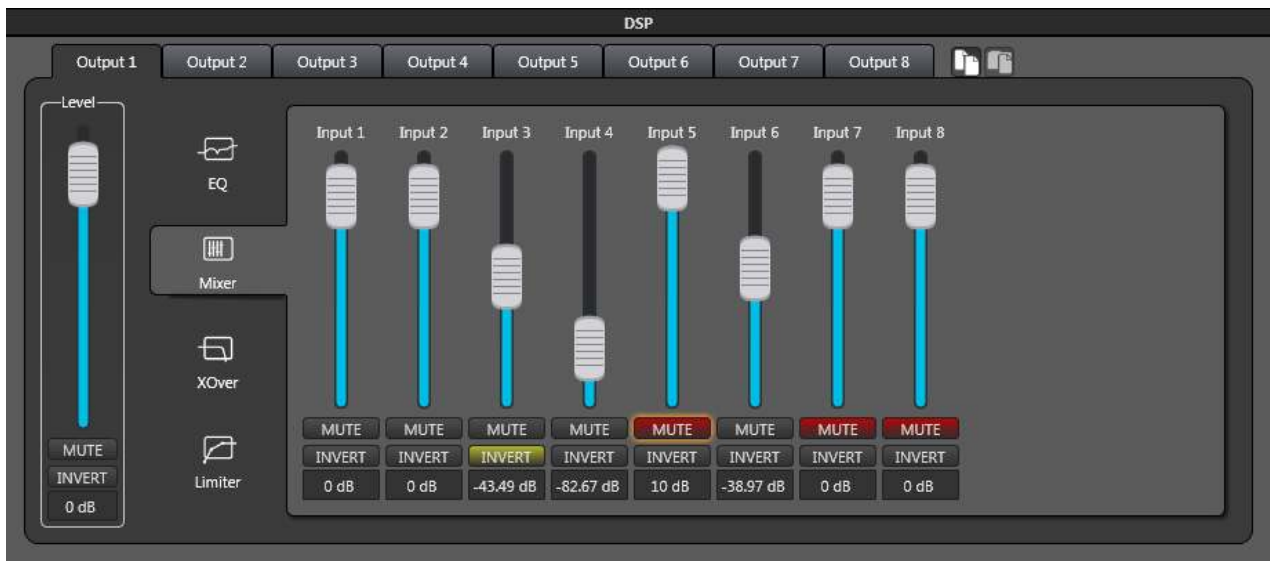 DSP
Output 1 Output 2 Output 3 Output 4 Output 5 Output 6 Output 7 Output 8
Level
Input 1 Input 2 Input 3 Input 4 Input 5 Input 6 Input 7 Input 8
EQ
Mixer
XOver
Limiter
MUTE MUTE MUTE MUTE MUTE MUTE MUTE MUTE
INVERT INVERT INVERT INVERT INVERT INVERT INVERT INVERT
0 dB 0 dB -43.49 dB -82.67 dB 10 dB -38.97 dB 0 dB 0 dB
MUTE
INVERT
0 dB